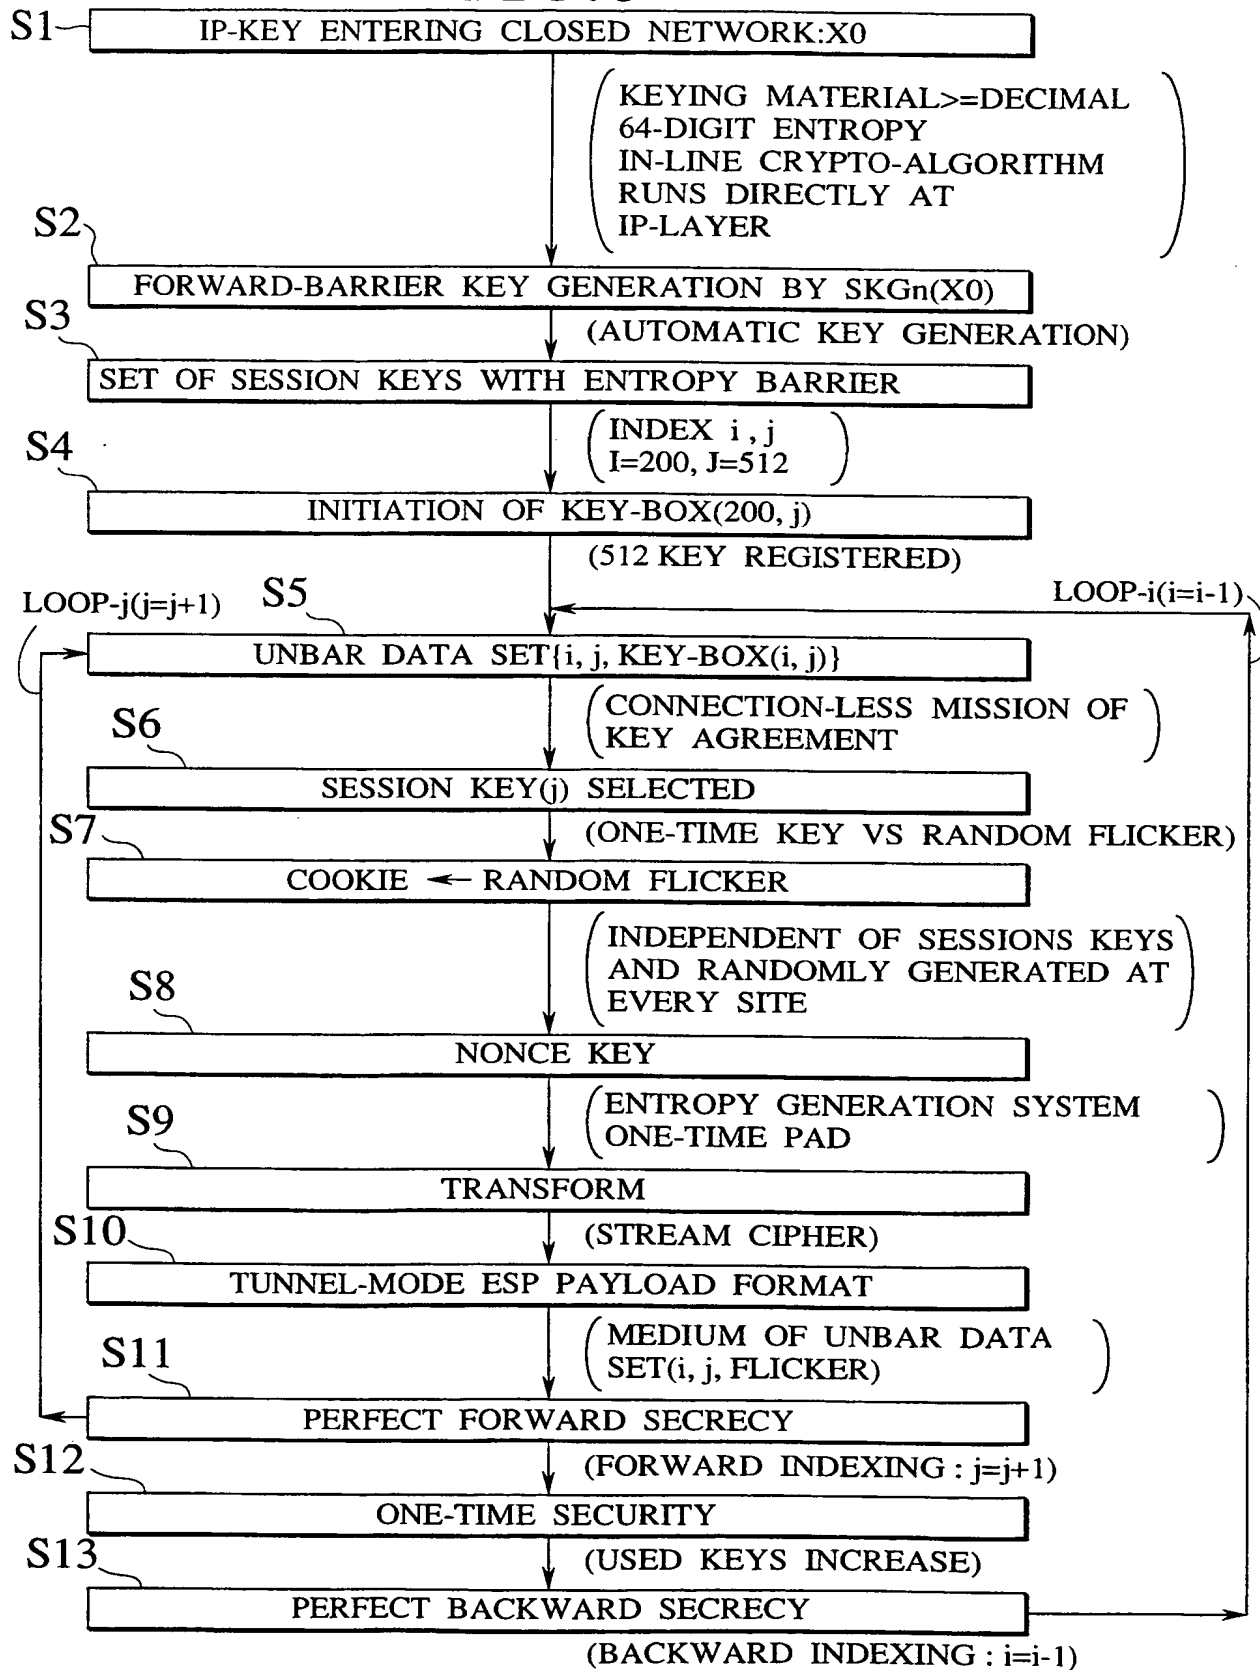 S1 IP-KEY ENTERING CLOSED NETWORK:X0
KEYING MATERIAL>=DECIMAL
64-DIGIT ENTROPY
IN-LINE CRYPTO-ALGORITHM
RUNS DIRECTLY AT
IP-LAYER
S2
FORWARD-BARRIER KEY GENERATION BY SKGn(X0)
S3
(AUTOMATIC KEY GENERATION)
SET OF SESSION KEYS WITH ENTROPY BARRIER
INDEX i , j
I=200, J=512
S4
INITIATION OF KEY-BOX(200, j)
(512 KEY REGISTERED)
LOOP-j(j=j+1)
S5
LOOP-i(i=i-1)
UNBAR DATA SET{i, j, KEY-BOX(i, j)}
CONNECTION-LESS MISSION OF
KEY AGREEMENT
S6
SESSION KEY(j) SELECTED
S7
(ONE-TIME KEY VS RANDOM FLICKER)
COOKIE ← RANDOM FLICKER
INDEPENDENT OF SESSIONS KEYS
AND RANDOMLY GENERATED AT
EVERY SITE
S8
NONCE KEY
ENTROPY GENERATION SYSTEM
ONE-TIME PAD
S9
TRANSFORM
S10
(STREAM CIPHER)
TUNNEL-MODE ESP PAYLOAD FORMAT
MEDIUM OF UNBAR DATA
SET(i, j, FLICKER)
S11
PERFECT FORWARD SECRECY
S12
(FORWARD INDEXING : j=j+1)
ONE-TIME SECURITY
S13
(USED KEYS INCREASE)
PERFECT BACKWARD SECRECY
(BACKWARD INDEXING : i=i-1)